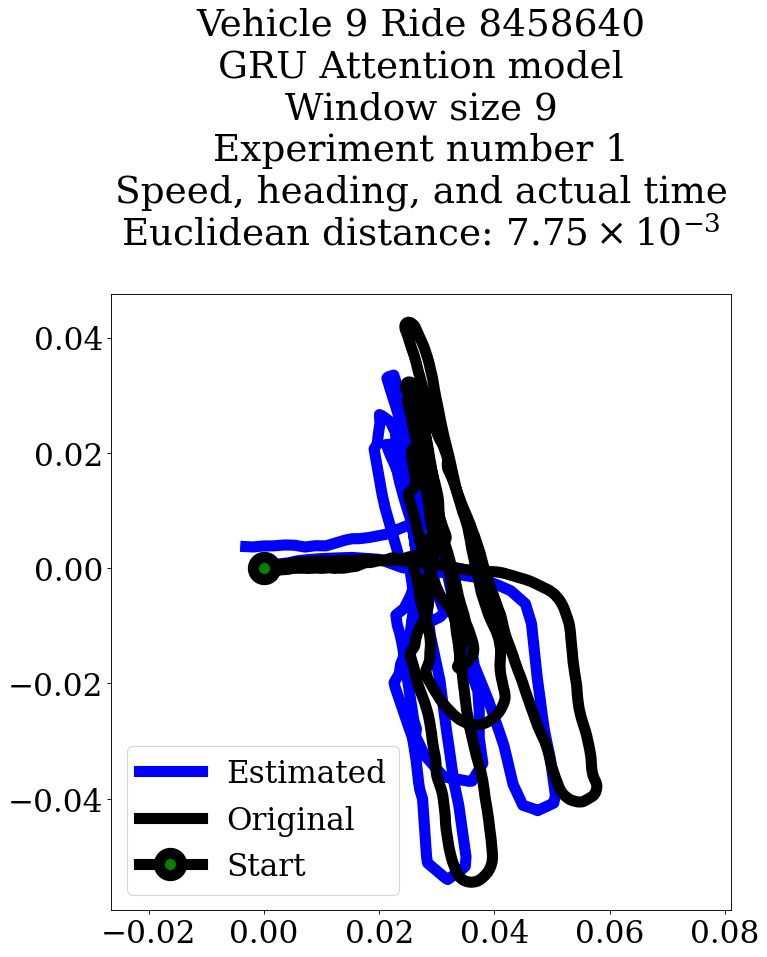 Vehicle 9 Ride 8458640
GRU Attention model
Window size 9
Experiment number 1
Speed, heading, and actual time
Euclidean distance: 7.75 × 10⁻³
0.04
0.02
0.00
−0.02
−0.04
Estimated
Original
Start
−0.02 0.00 0.02 0.04 0.06 0.08